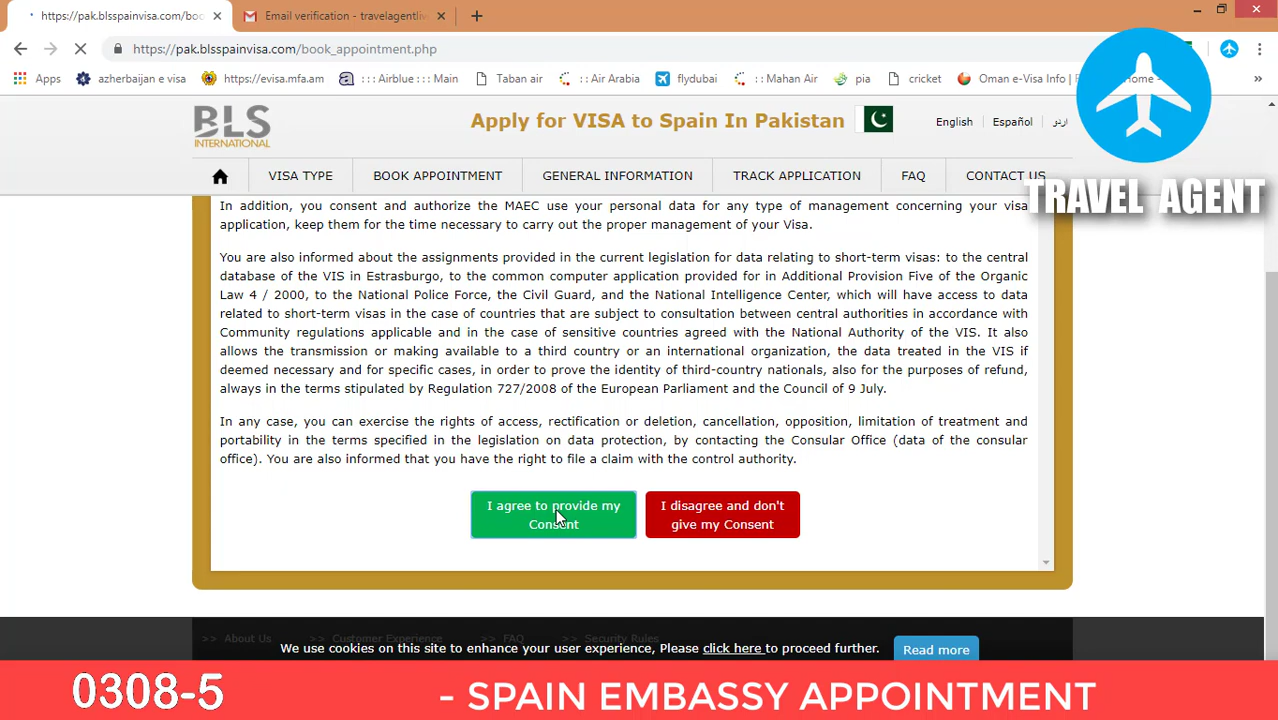 https://pak.blsspainvisa.com/boo
Email verification - travelagentliv
https://pak.blsspainvisa.com/book_appointment.php
Apps azherbaijan e visa https://evisa.mfa.am : : : Airblue : : : Main Taban air : : Air Arabia flydubai : : Mahan Air pia cricket Oman e-Visa Info |
BLS
INTERNATIONAL
Apply for VISA to Spain In Pakistan
English Español اردو
VISA TYPE BOOK APPOINTMENT GENERAL INFORMATION TRACK APPLICATION FAQ CONTACT US
TRAVEL AGENT
In addition, you consent and authorize the MAEC use your personal data for any type of management concerning your visa
application, keep them for the time necessary to carry out the proper management of your Visa.
You are also informed about the assignments provided in the current legislation for data relating to short-term visas: to the central
database of the VIS in Estrasburgo, to the common computer application provided for in Additional Provision Five of the Organic
Law 4 / 2000, to the National Police Force, the Civil Guard, and the National Intelligence Center, which will have access to data
related to short-term visas in the case of countries that are subject to consultation between central authorities in accordance with
Community regulations applicable and in the case of sensitive countries agreed with the National Authority of the VIS. It also
allows the transmission or making available to a third country or an international organization, the data treated in the VIS if
deemed necessary and for specific cases, in order to prove the identity of third-country nationals, also for the purposes of refund,
always in the terms stipulated by Regulation 727/2008 of the European Parliament and the Council of 9 July.
In any case, you can exercise the rights of access, rectification or deletion, cancellation, opposition, limitation of treatment and
portability in the terms specified in the legislation on data protection, by contacting the Consular Office (data of the consular
office). You are also informed that you have the right to file a claim with the control authority.
I agree to provide my
Consent
I disagree and don't
give my Consent
>> About Us >> Customer Experience >> FAQ >> Security Rules
We use cookies on this site to enhance your user experience, Please click here to proceed further.
Read more
0308-5 - SPAIN EMBASSY APPOINTMENT